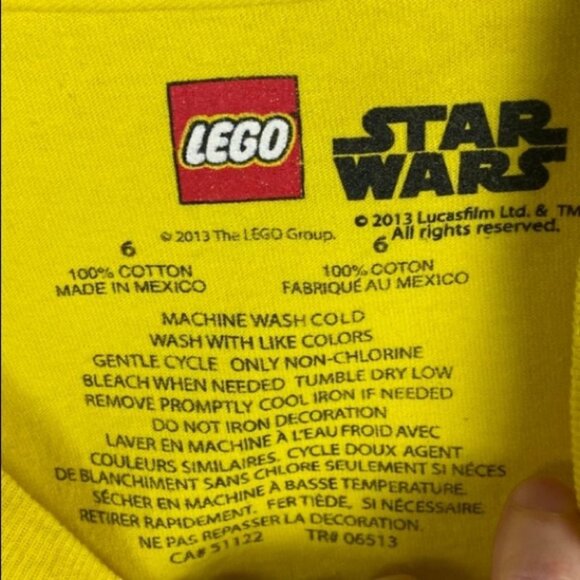 LEGO
STAR
WARS
© 2013 The LEGO Group.
© 2013 Lucasfilm Ltd. & TM
All rights reserved.
6
100% COTTON
MADE IN MEXICO
6
100% COTON
FABRIQUÉ AU MEXICO
MACHINE WASH COLD
WASH WITH LIKE COLORS
GENTLE CYCLE ONLY NON-CHLORINE
BLEACH WHEN NEEDED TUMBLE DRY LOW
REMOVE PROMPTLY COOL IRON IF NEEDED
DO NOT IRON DECORATION
LAVER EN MACHINE À L'EAU FROID AVEC
COULEURS SIMILAIRES. CYCLE DOUX AGENT
DE BLANCHIMENT SANS CHLORE SEULEMENT SI NÉCES
SÉCHER EN MACHINE À BASSE TEMPERATURE.
RETIRER RAPIDEMENT. FER TIÈDE, SI NÉCESSAIRE.
NE PAS REPASSER LA DÉCORATION.
CA# 51122 TR# 06513